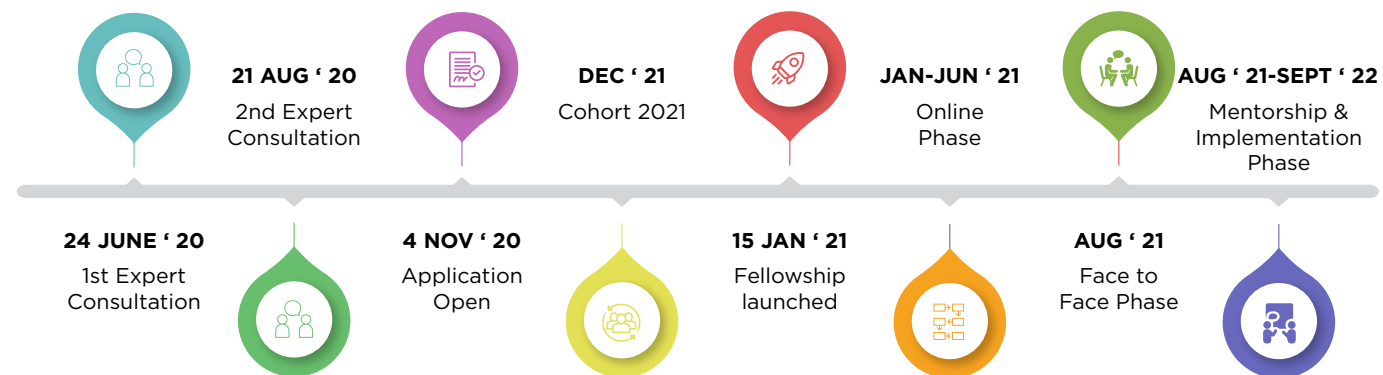 21 AUG ‘ 20
2nd Expert
Consultation
DEC ‘ 21
Cohort 2021
JAN-JUN ‘ 21
Online
Phase
AUG ‘ 21-SEPT ‘ 22
Mentorship &
Implementation
Phase
24 JUNE ‘ 20
1st Expert
Consultation
4 NOV ‘ 20
Application
Open
15 JAN ‘ 21
Fellowship
launched
AUG ‘ 21
Face to
Face Phase